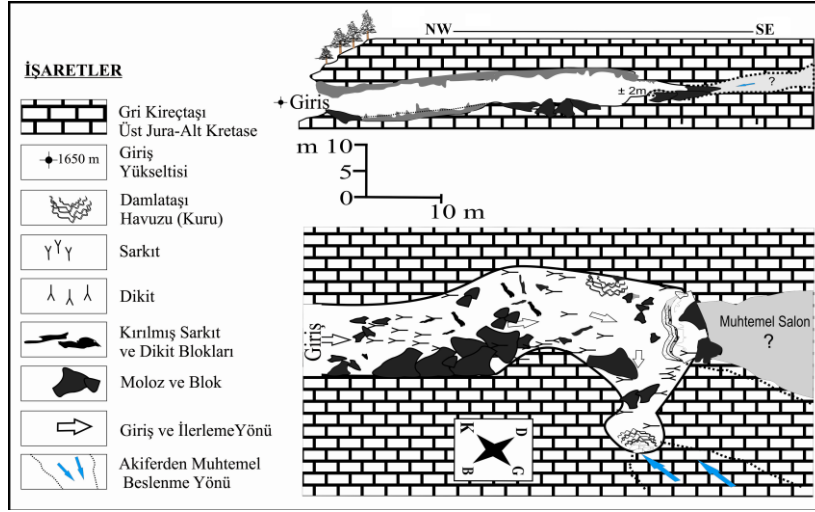 İŞARETLER
Gri Kireçtaşı
Üst Jura-Alt Kretase
1650 m
Giriş
Yükseltisi
Damlataşı
Havuzu (Kuru)
Sarkıt
Dikit
Kırılmış Sarkıt
ve Dikit Blokları
Moloz ve Blok
Giriş ve İlerleme Yönü
Akiferden Muhtemel
Beslenme Yönü
NW
SE
Giriş
± 2m
?
m 10
5
0
10 m
Giriş
Muhtemel Salon
?
K
D
B
G